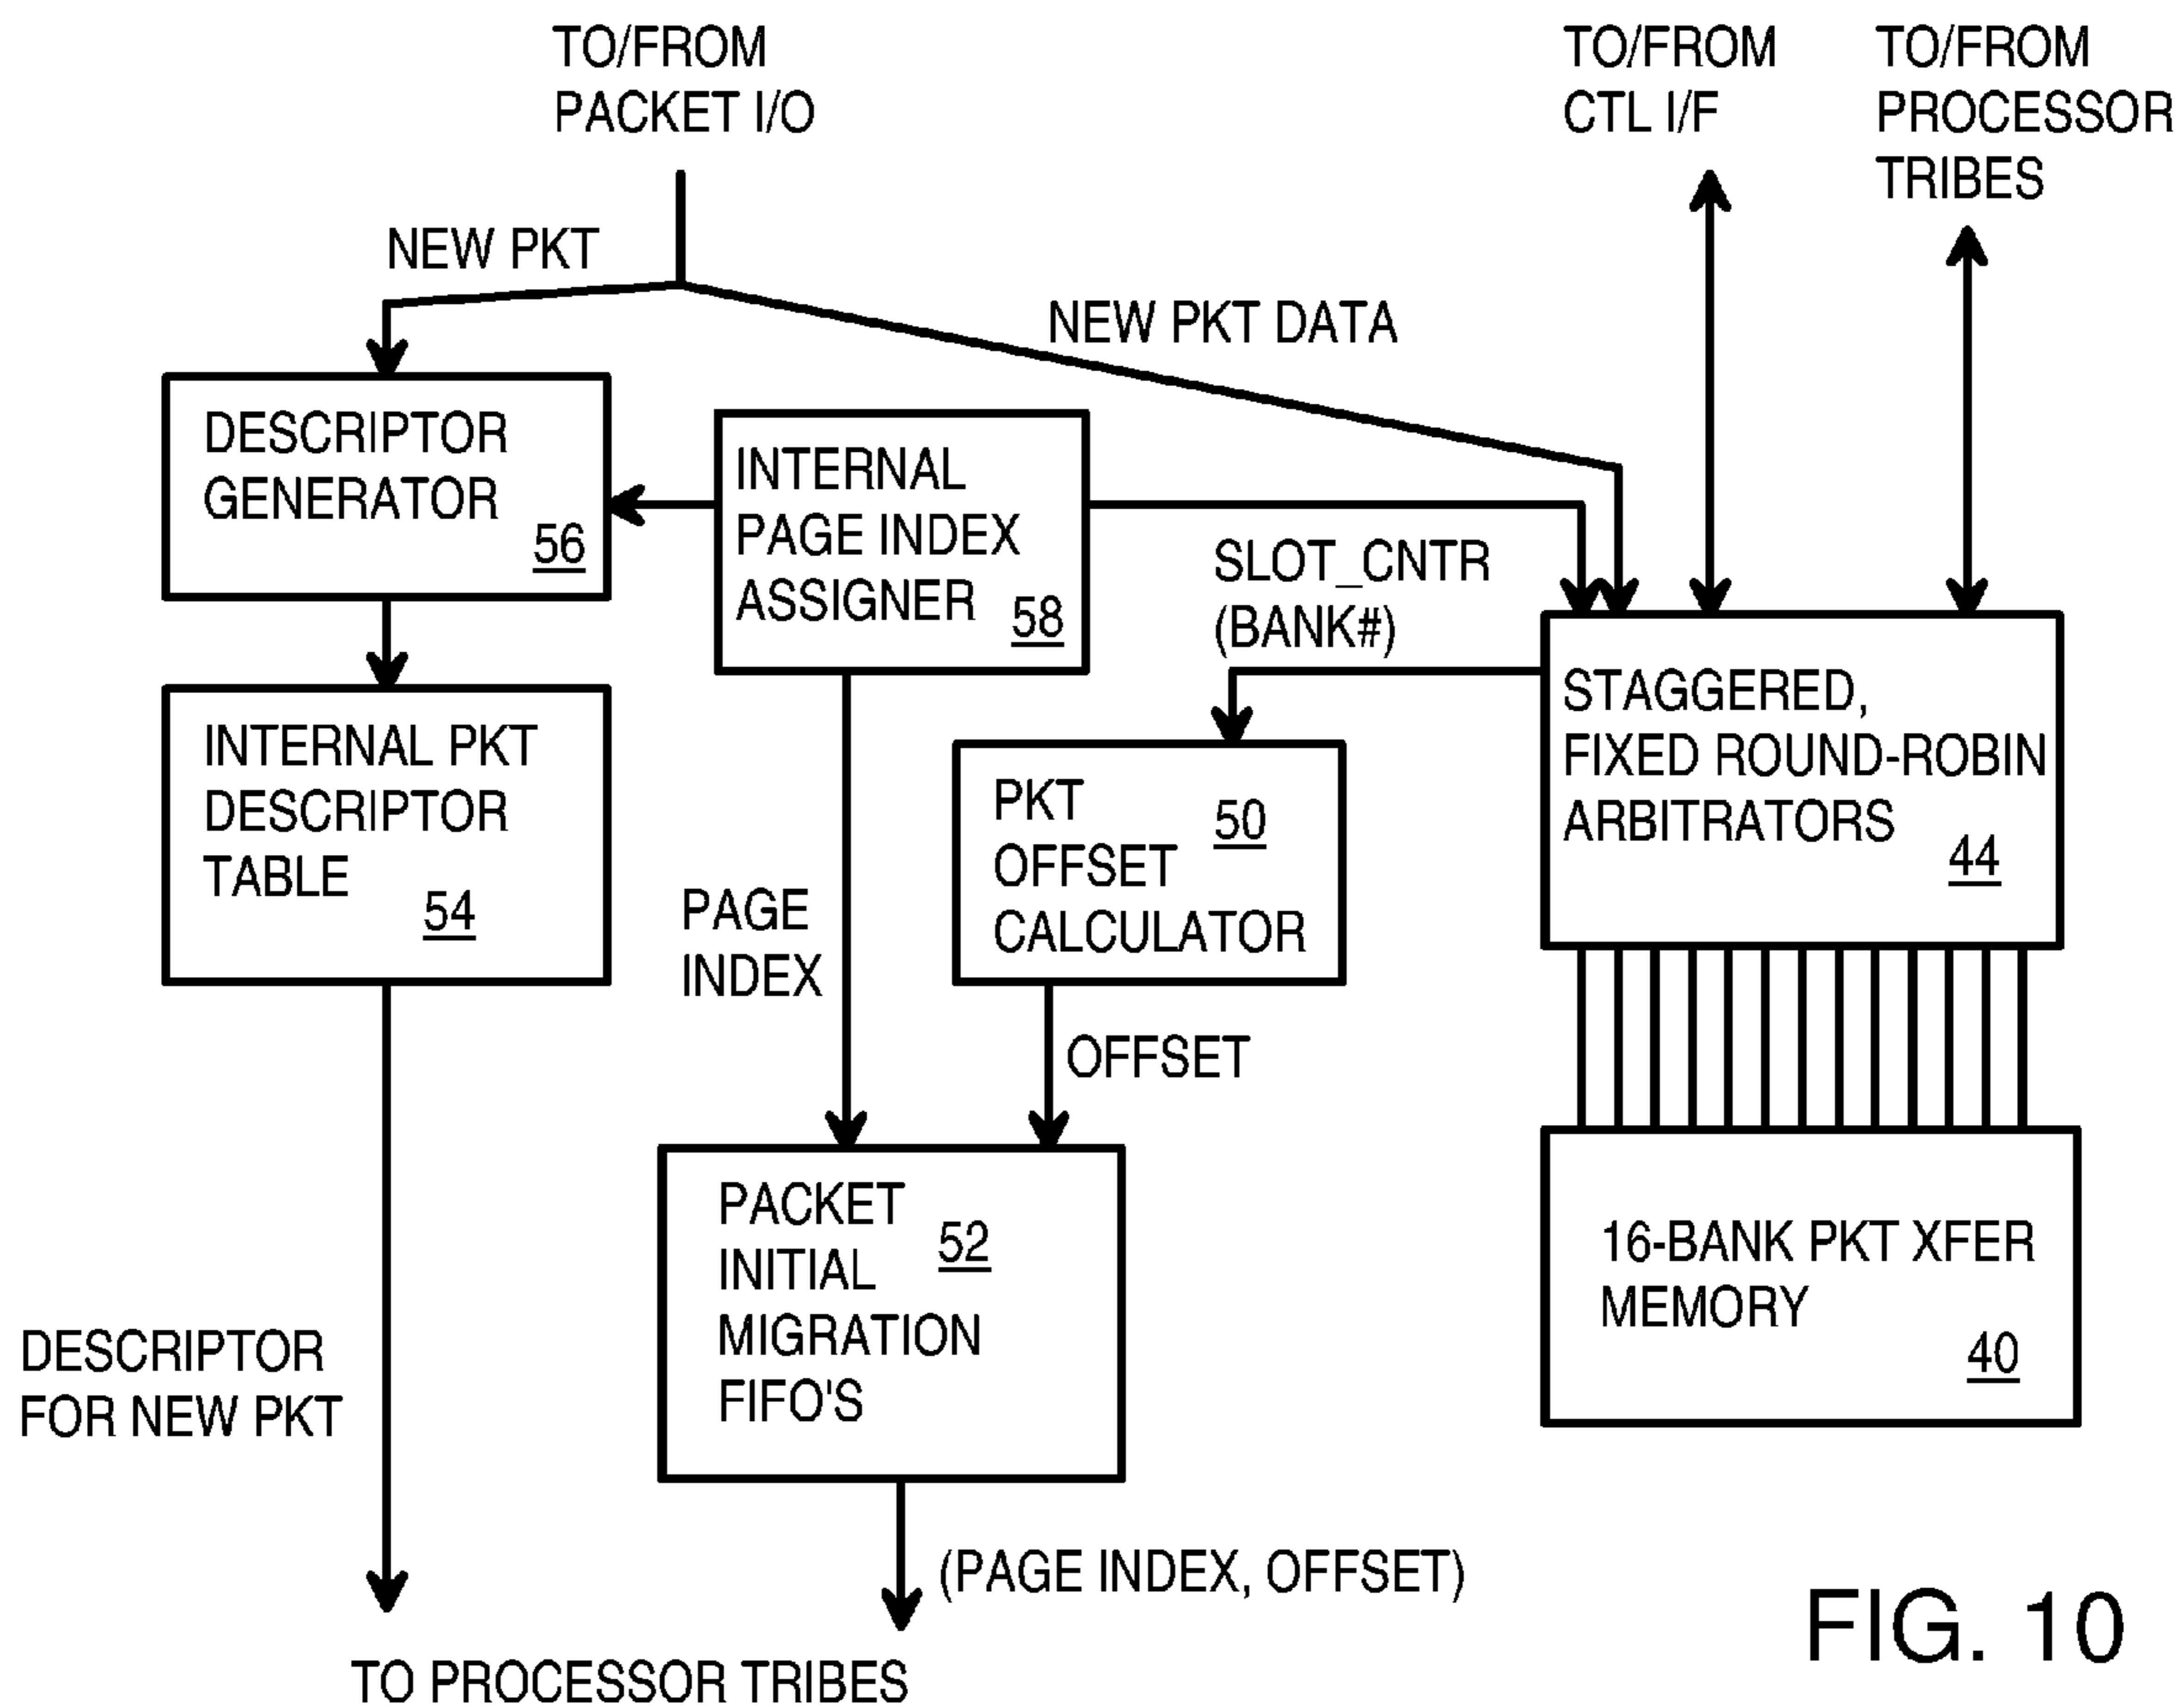 TO/FROM
PACKET I/O
TO/FROM
CTL I/F
TO/FROM
PROCESSOR
TRIBES
NEW PKT
NEW PKT DATA
DESCRIPTOR
GENERATOR
56
INTERNAL
PAGE INDEX
ASSIGNER
58
SLOT_CNTR
(BANK#)
STAGGERED,
FIXED ROUND-ROBIN
ARBITRATORS
44
INTERNAL PKT
DESCRIPTOR
TABLE
54
PKT
OFFSET
CALCULATOR
50
PAGE
INDEX
OFFSET
PACKET
INITIAL
MIGRATION
FIFO'S
52
16-BANK PKT XFER
MEMORY
40
DESCRIPTOR
FOR NEW PKT
(PAGE INDEX, OFFSET)
TO PROCESSOR TRIBES
FIG. 10